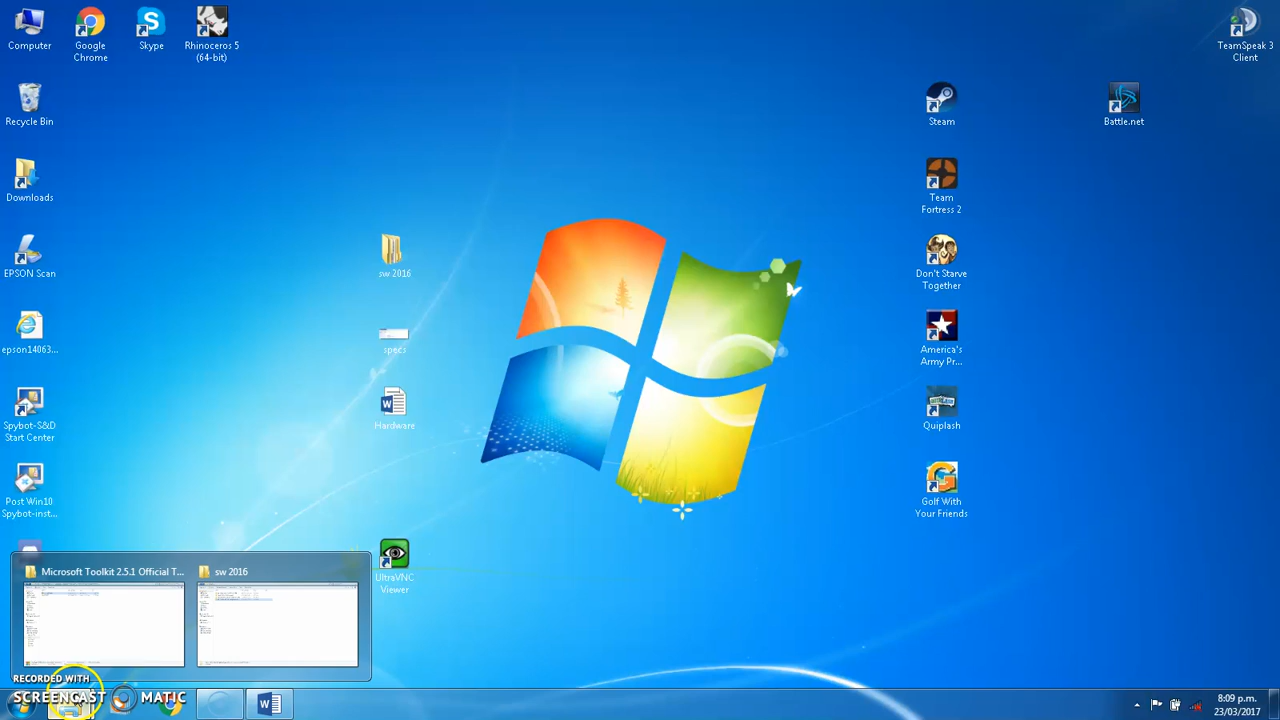 Computer
Google
Chrome
Skype
Rhinoceros 5
(64-bit)
TeamSpeak 3
Client
Recycle Bin
Steam
Battle.net
Downloads
Team
Fortress 2
EPSON Scan
sw 2016
Don't Starve
Together
epson14063...
specs
America's
Army Pr...
Spybot-S&D
Start Center
Hardware
Quiplash
Post Win10
Spybot-inst...
Golf With
Your Friends
UltraVNC
Viewer
Microsoft Toolkit 2.5.1 Official T...
sw 2016
RECORDED WITH
SCREENCAST MATIC
8:09 p.m.
23/03/2017